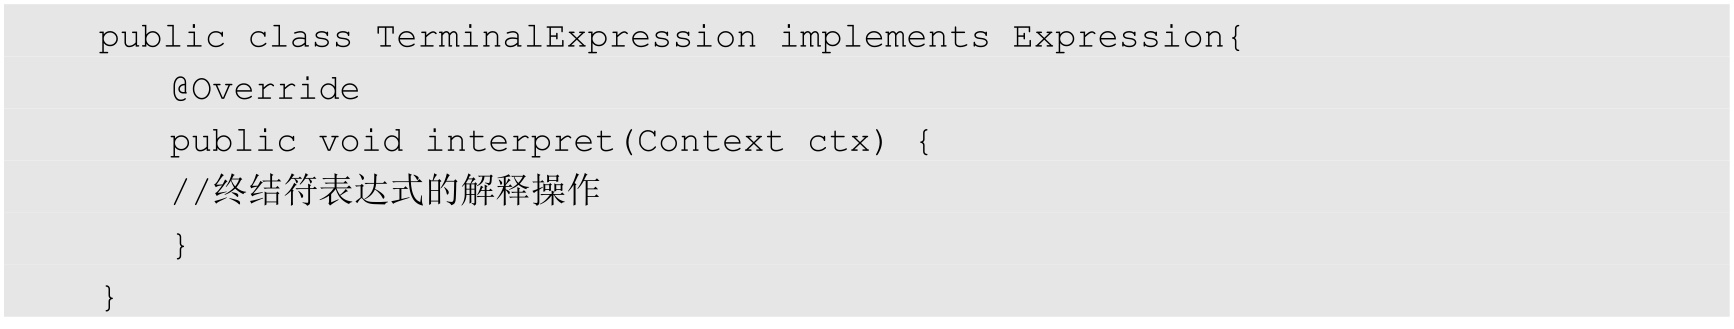 public class TerminalExpression implements Expression{
@Override
public void interpret(Context ctx) {
//终结符表达式的解释操作
}
}